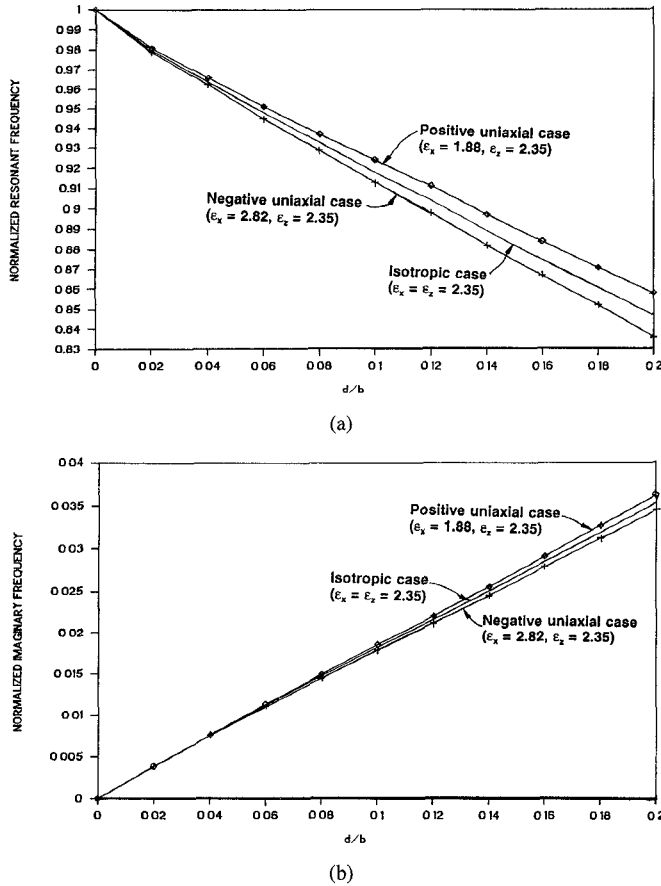 1
0.99
0.98
0.97
0.96
0.95
0.94
0.93
0.92
0.91
0.9
0.89
0.88
0.87
0.86
0.85
0.84
0.83
NORMALIZED RESONANT FREQUENCY
Positive uniaxial case
(εx = 1.88, εz = 2.35)
Negative uniaxial case
(εx = 2.82, εz = 2.35)
Isotropic case
(εx = εz = 2.35)
0 0.02 0.04 0.06 0.08 0.1 0.12 0.14 0.16 0.18 0.2
d/b
(a)
0.04
0.035
0.03
0.025
0.02
0.015
0.01
0.005
0
NORMALIZED IMAGINARY FREQUENCY
Positive uniaxial case
(εx = 1.88, εz = 2.35)
Isotropic case
(εx = εz = 2.35)
Negative uniaxial case
(εx = 2.82, εz = 2.35)
0 0.02 0.04 0.06 0.08 0.1 0.12 0.14 0.16 0.18 0.2
d/b
(b)